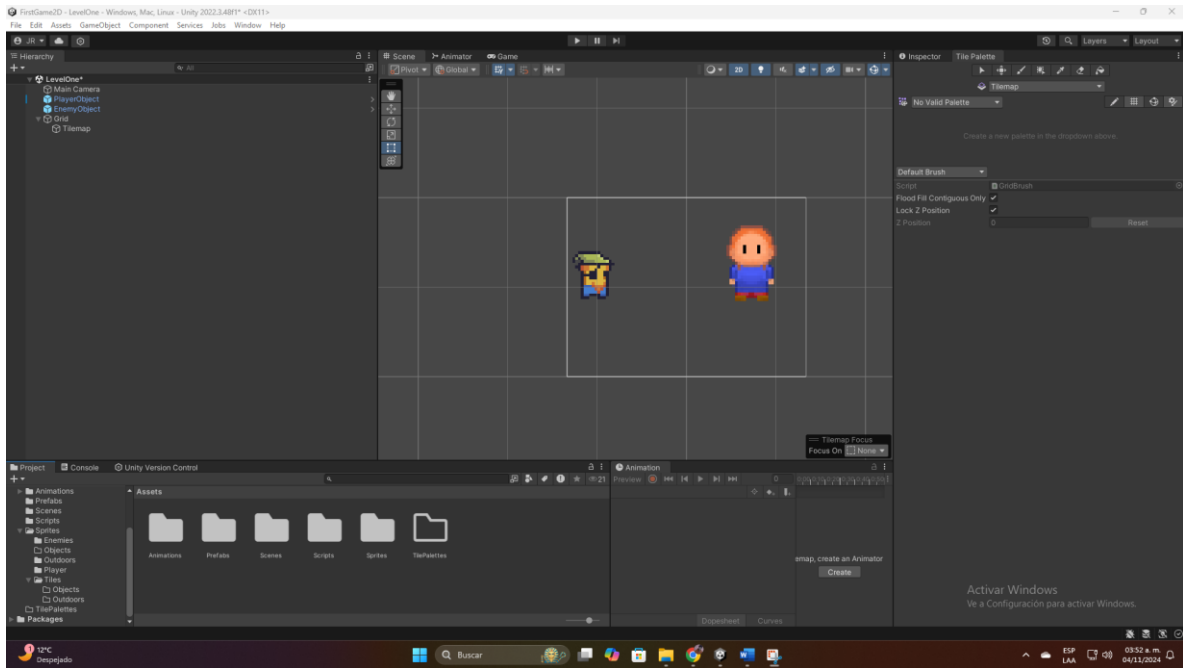 FirstGame2D - LevelOne - Windows, Mac, Linux - Unity 2022.3.48f1* <DX11>
File Edit Assets GameObject Component Services Jobs Window Help
JR Layers Layout
Hierarchy
All
LevelOne*
Main Camera
PlayerObject
EnemyObject
Grid
Tilemap
Scene Animator Game
Pivot Global 2D
Tilemap Focus
Focus On None
Inspector Tile Palette
Tilemap
No Valid Palette
Create a new palette in the dropdown above.
Default Brush
Script GridBrush
Flood Fill Contiguous Only
Lock Z Position
Z Position 0 Reset
Project Console Unity Version Control
21
Animations
Prefabs
Scenes
Scripts
Sprites
Enemies
Objects
Outdoors
Player
Tiles
Objects
Outdoors
TilePalettes
Packages
Assets
Animations Prefabs Scenes Scripts Sprites TilePalettes
Animation
Preview 0
emap, create an Animator
Create
Dopesheet Curves
Activar Windows
Ve a Configuración para activar Windows.
1
12°C
Despejado
Buscar
ESP
LAA
03:52 a. m.
04/11/2024